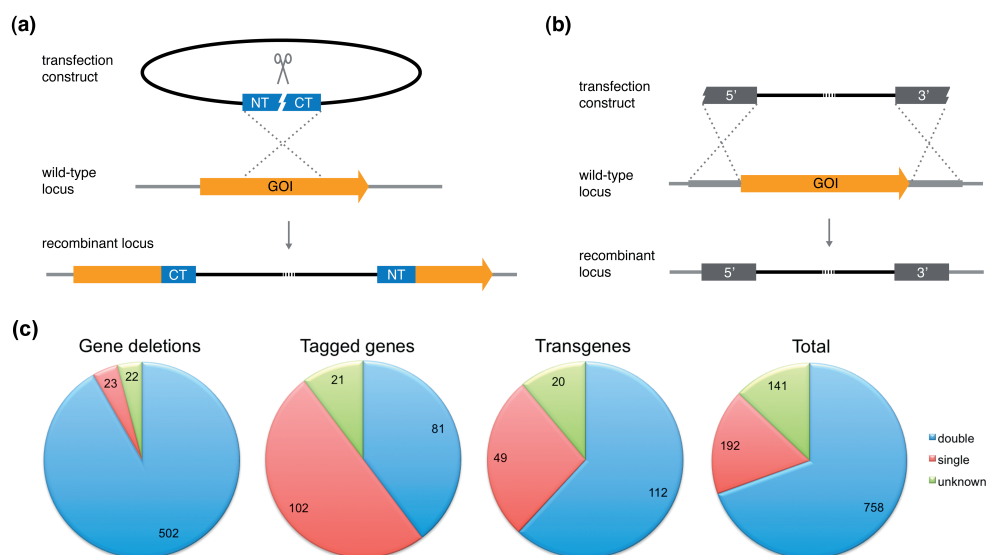 (a)
transfection
construct
NT
CT
wild-type
locus
GOI
recombinant locus
CT
NT
(b)
transfection
construct
5’
3’
wild-type
locus
GOI
recombinant
locus
5’
3’
(c)
Gene deletions
23
22
502
Tagged genes
21
81
102
Transgenes
20
49
112
Total
141
192
758
double
single
unknown